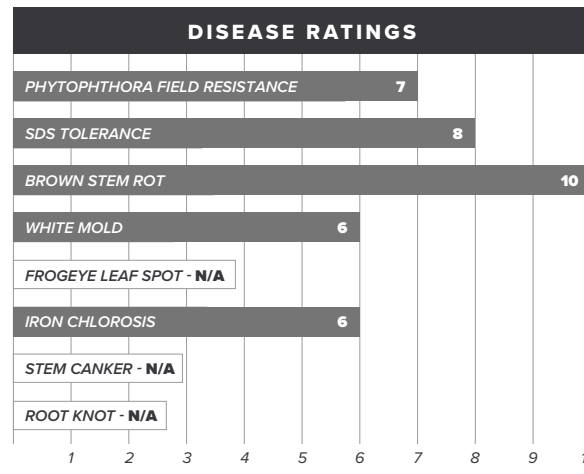 DISEASE RATINGS
PHYTOPHTHORA FIELD RESISTANCE 7
SDS TOLERANCE 8
BROWN STEM ROT 10
WHITE MOLD 6
FROGEYE LEAF SPOT - N/A
IRON CHLOROSIS 6
STEM CANKER - N/A
ROOT KNOT - N/A
1 2 3 4 5 6 7 8 9